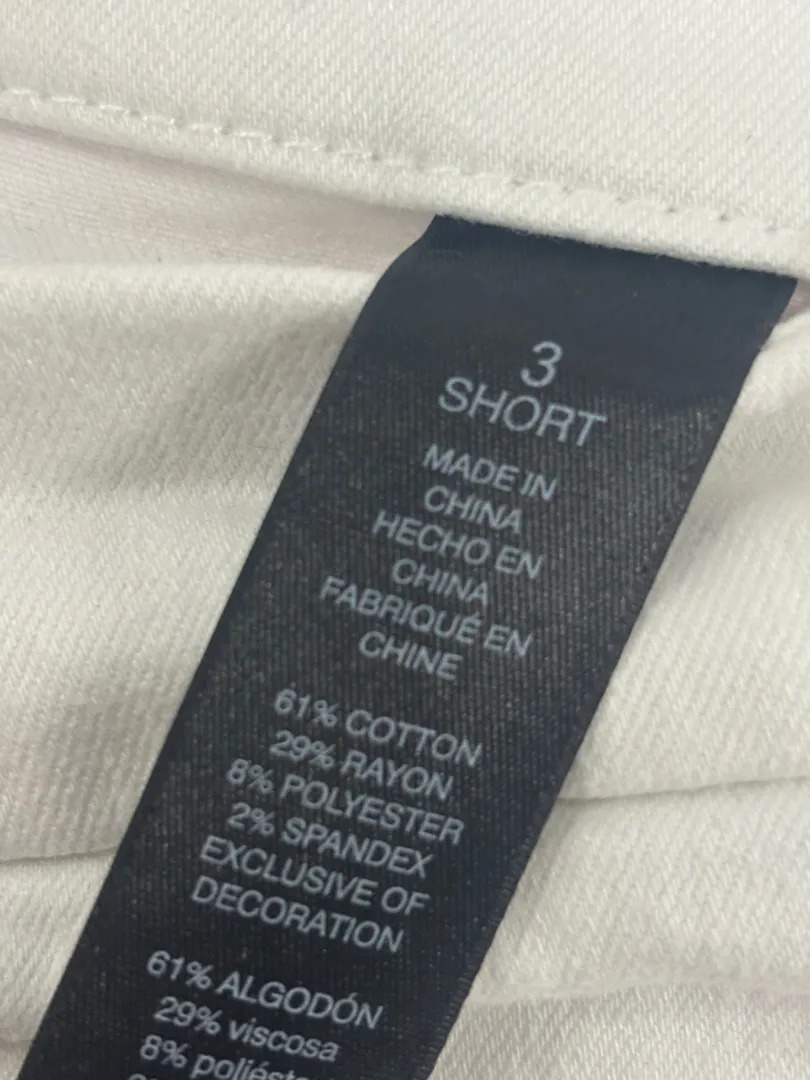 3
SHORT
MADE IN
CHINA
HECHO EN
CHINA
FABRIQUÉ EN
CHINE
61% COTTON
29% RAYON
8% POLYESTER
2% SPANDEX
EXCLUSIVE OF
DECORATION
61% ALGODÓN
29% viscosa
8%